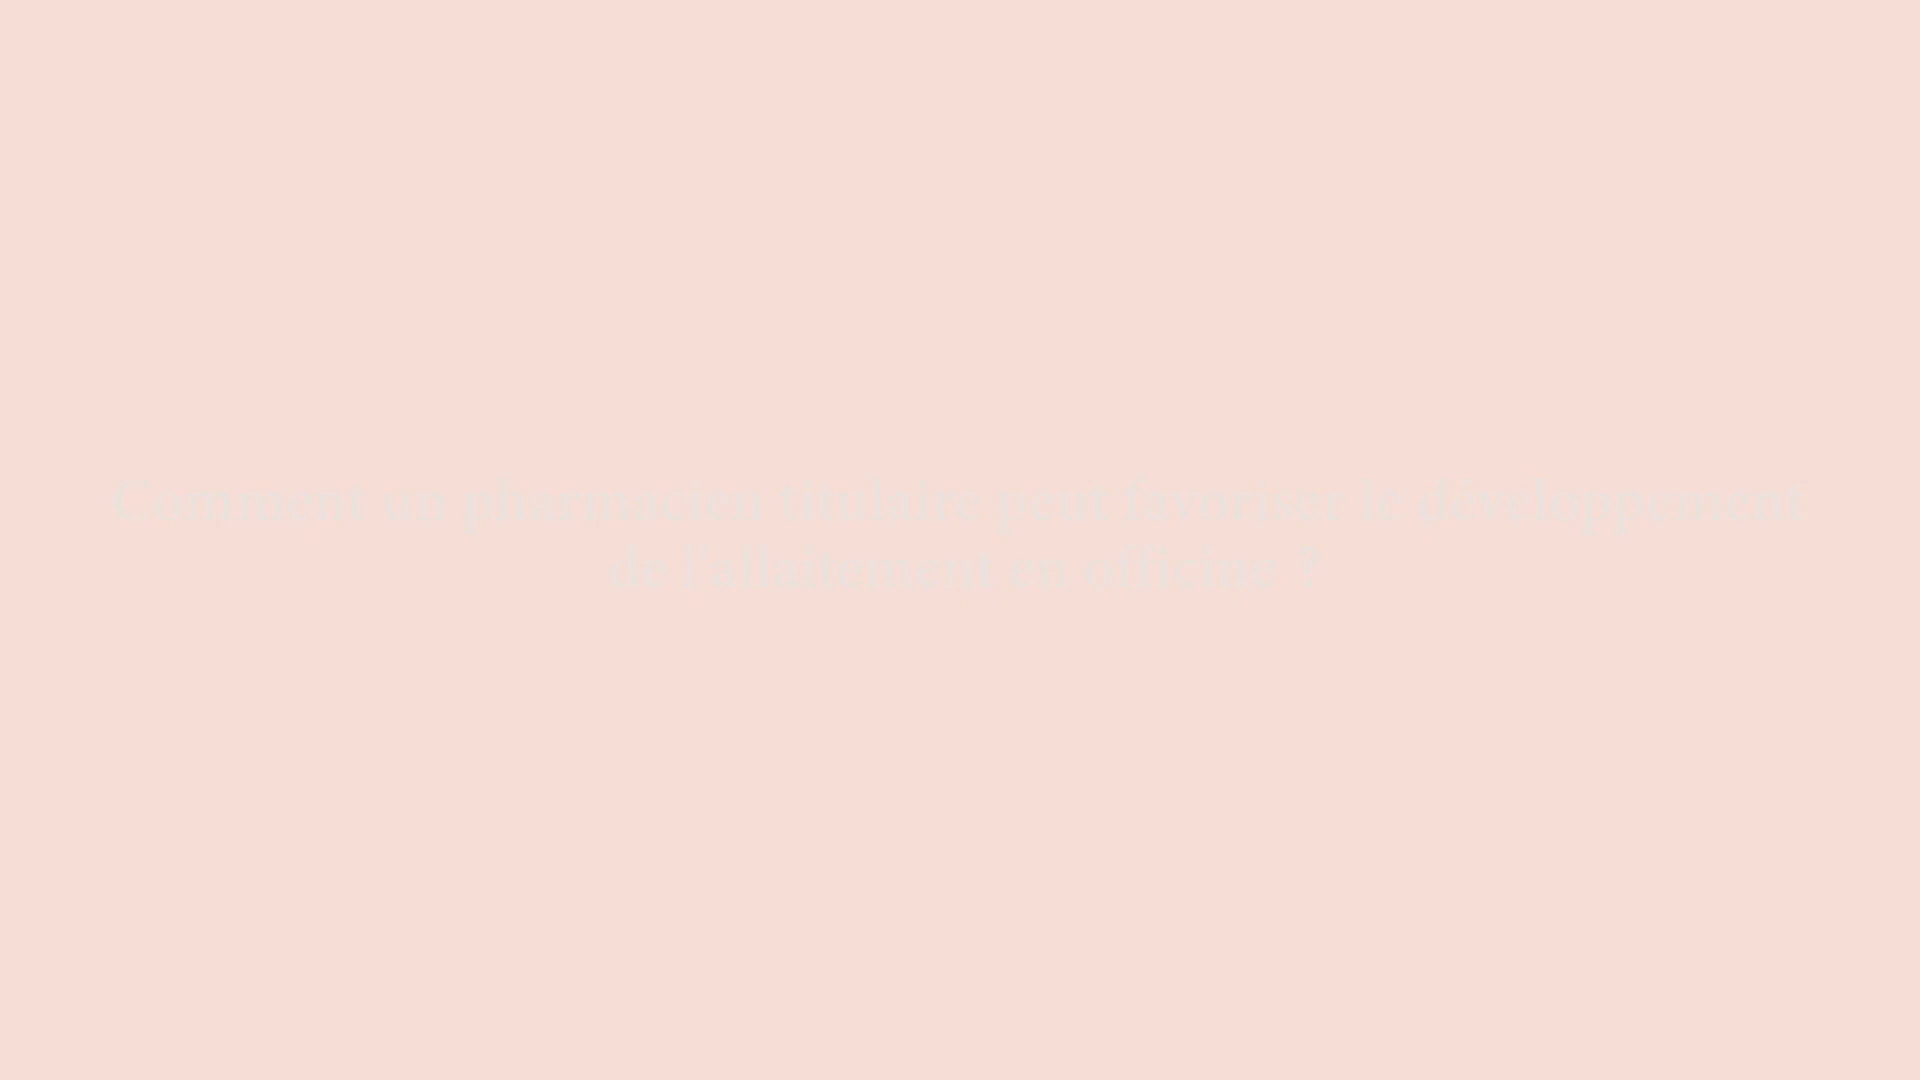 Comment un pharmacien titulaire peut favoriser le développement
de l'allaitement en officine ?